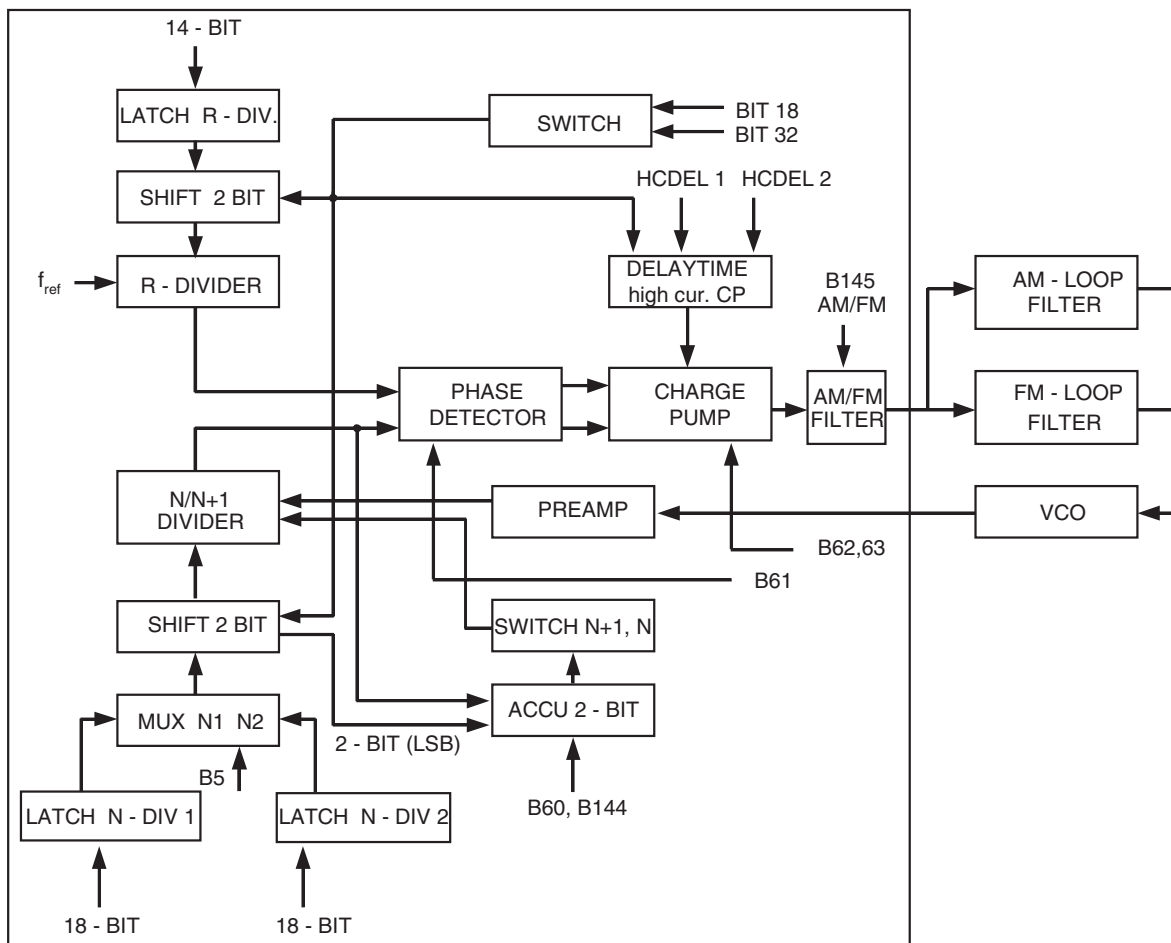 14 - BIT
LATCH R - DIV.
SWITCH
BIT 18
BIT 32
SHIFT 2 BIT
HCDEL 1
HCDEL 2
f_ref
R - DIVIDER
DELAYTIME
high cur. CP
B145
AM/FM
AM - LOOP
FILTER
PHASE
DETECTOR
CHARGE
PUMP
AM/FM
FILTER
FM - LOOP
FILTER
N/N+1
DIVIDER
PREAMP
VCO
B62,63
B61
SHIFT 2 BIT
SWITCH N+1, N
MUX N1 N2
ACCU 2 - BIT
2 - BIT (LSB)
B5
LATCH N - DIV 1
LATCH N - DIV 2
B60, B144
18 - BIT
18 - BIT